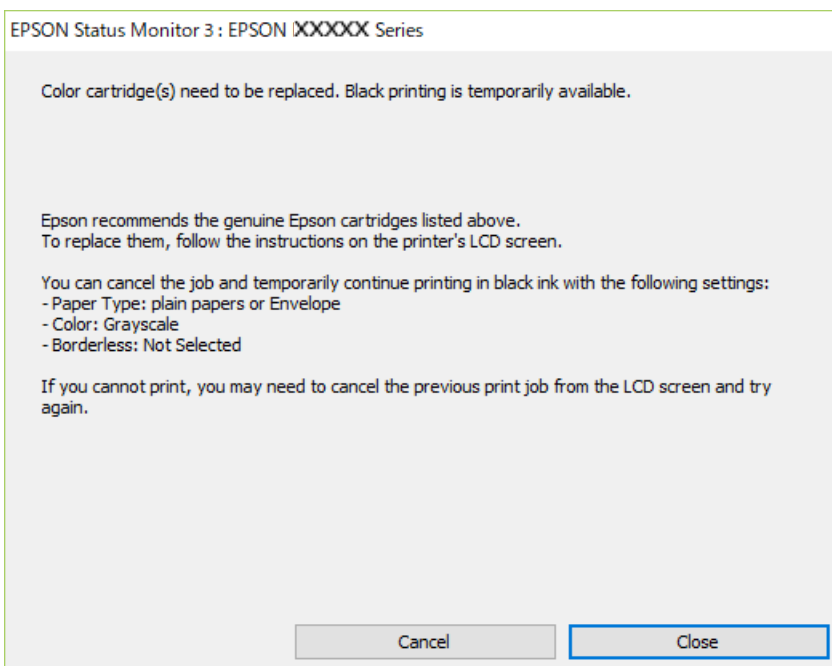 EPSON Status Monitor 3 : EPSON XXXXX Series
Color cartridge(s) need to be replaced. Black printing is temporarily available.
Epson recommends the genuine Epson cartridges listed above.
To replace them, follow the instructions on the printer's LCD screen.
You can cancel the job and temporarily continue printing in black ink with the following settings:
- Paper Type: plain papers or Envelope
- Color: Grayscale
- Borderless: Not Selected
If you cannot print, you may need to cancel the previous print job from the LCD screen and try
again.
Cancel
Close